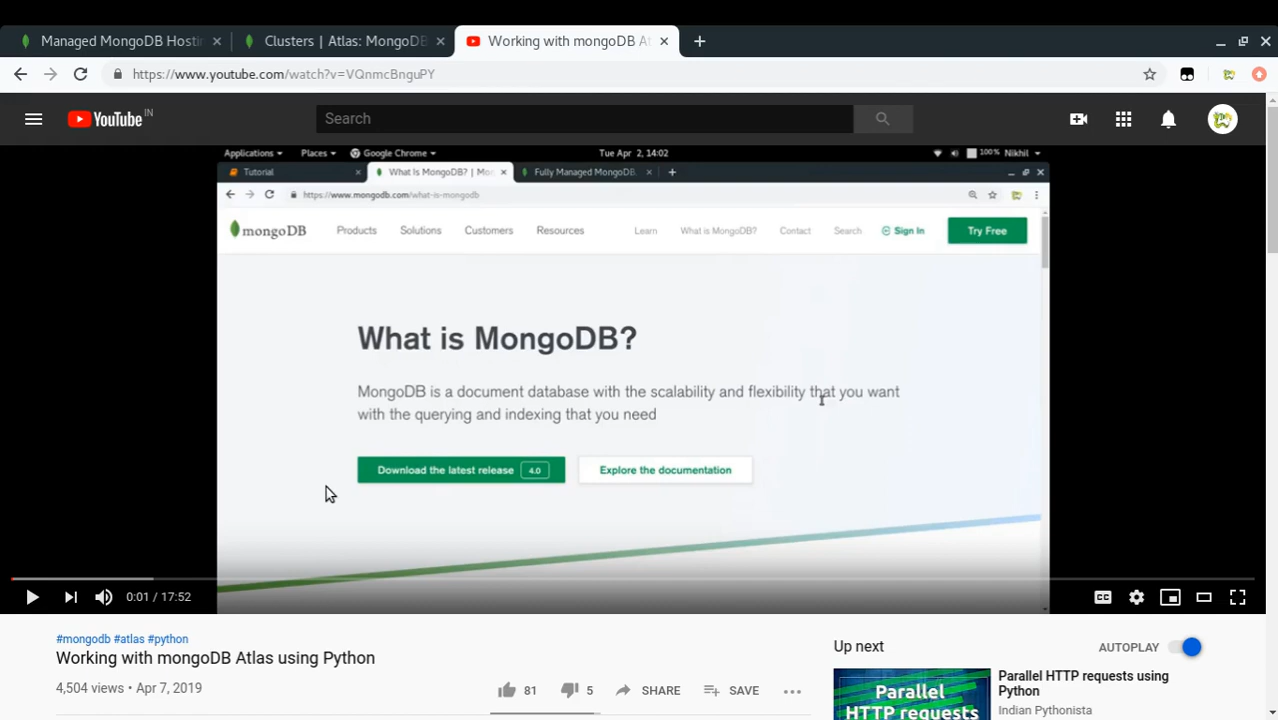 Managed MongoDB Hosti
Clusters | Atlas: MongoDB
Working with mongoDB At
https://www.youtube.com/watch?v=VQnmcBnguPY
YouTube IN
Search
Applications Places Google Chrome Tue Apr 2, 14:02 100% Nikhil
Tutorial What Is MongoDB? | Mon Fully Managed MongoDB
https://www.mongodb.com/what-is-mongodb
mongoDB Products Solutions Customers Resources Learn What is MongoDB? Contact Search Sign In Try Free
What is MongoDB?
MongoDB is a document database with the scalability and flexibility that you want
with the querying and indexing that you need
Download the latest release 4.0 Explore the documentation
0:01 / 17:52 CC
#mongodb #atlas #python
Working with mongoDB Atlas using Python
4,504 views • Apr 7, 2019
81 5 SHARE SAVE
Up next AUTOPLAY
Parallel
HTTP requests
Parallel HTTP requests using
Python
Indian Pythonista